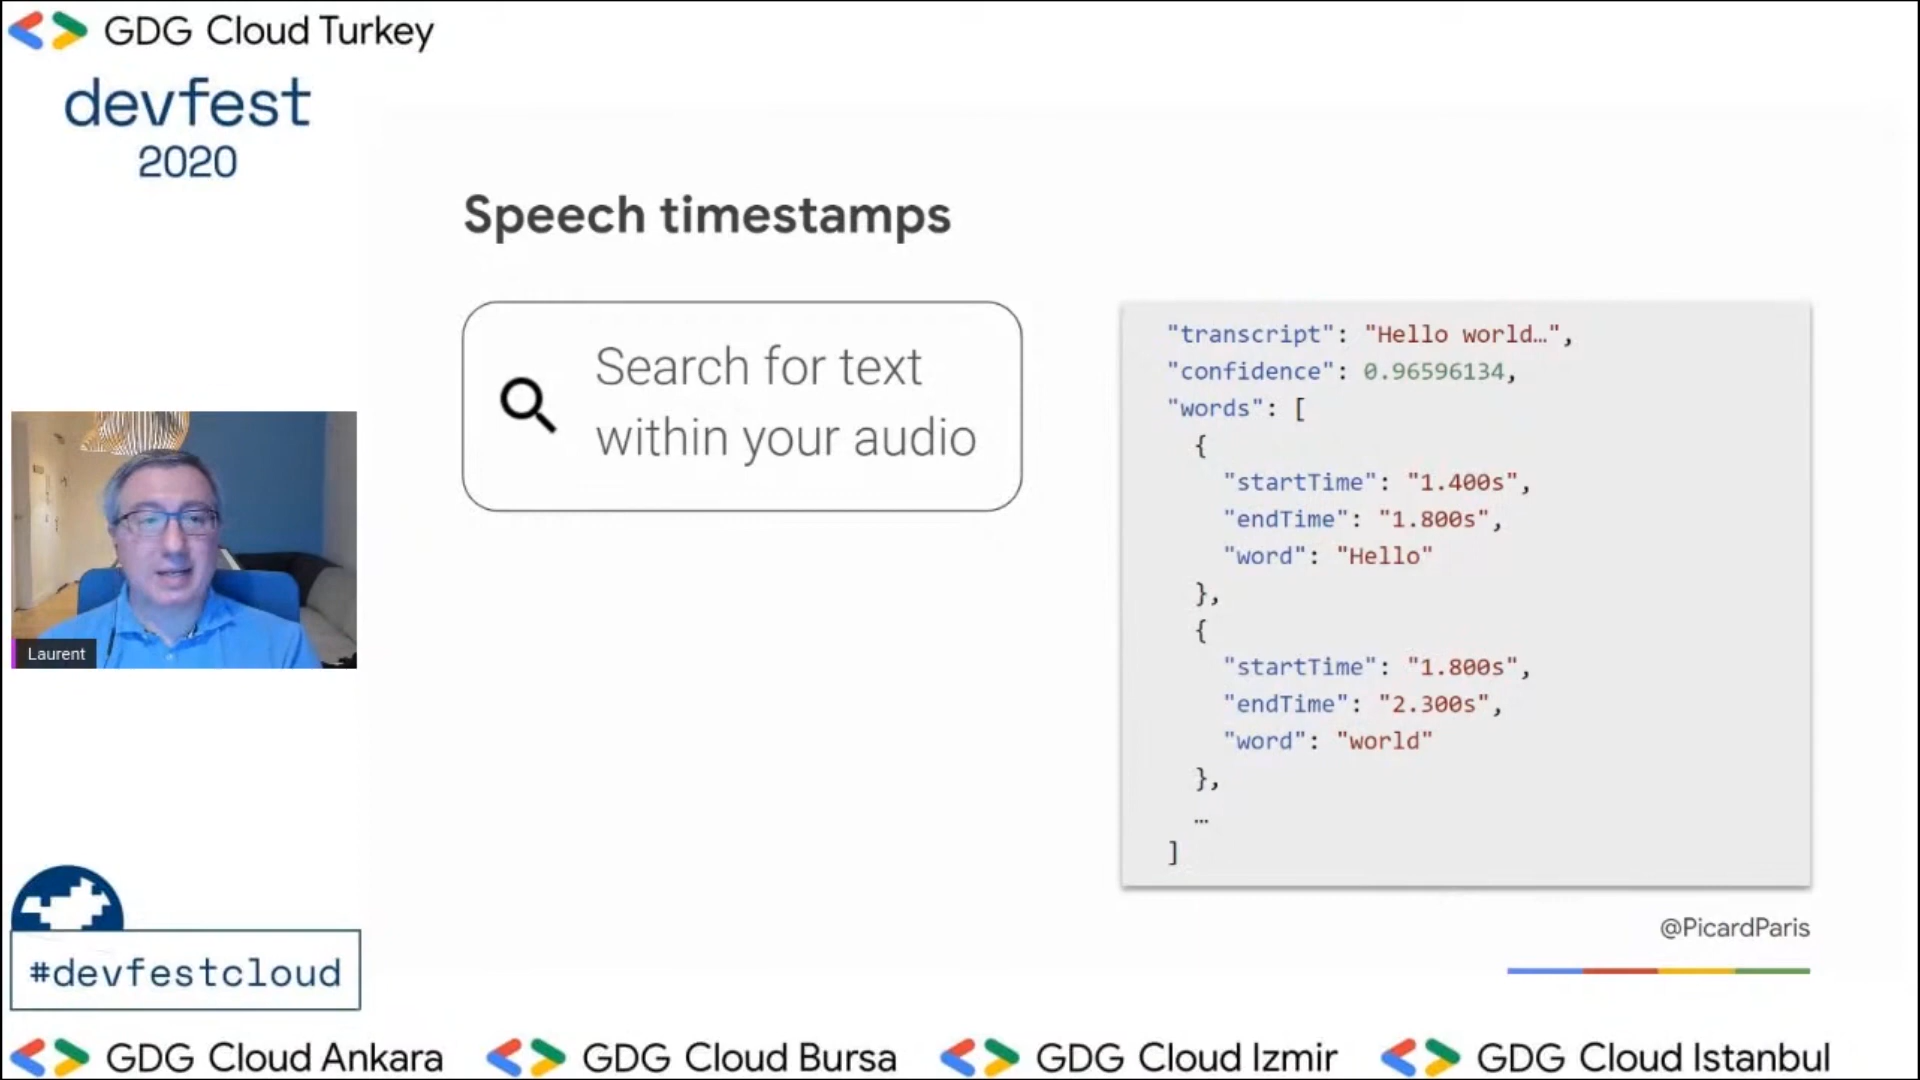 GDG Cloud Turkey
devfest
2020
Speech timestamps
Search for text
within your audio
"transcript": "Hello world…",
"confidence": 0.96596134,
"words": [
{
"startTime": "1.400s",
"endTime": "1.800s",
"word": "Hello"
},
{
"startTime": "1.800s",
"endTime": "2.300s",
"word": "world"
},
…
]
Laurent
@PicardParis
#devfestcloud
GDG Cloud Ankara
GDG Cloud Bursa
GDG Cloud Izmir
GDG Cloud Istanbul